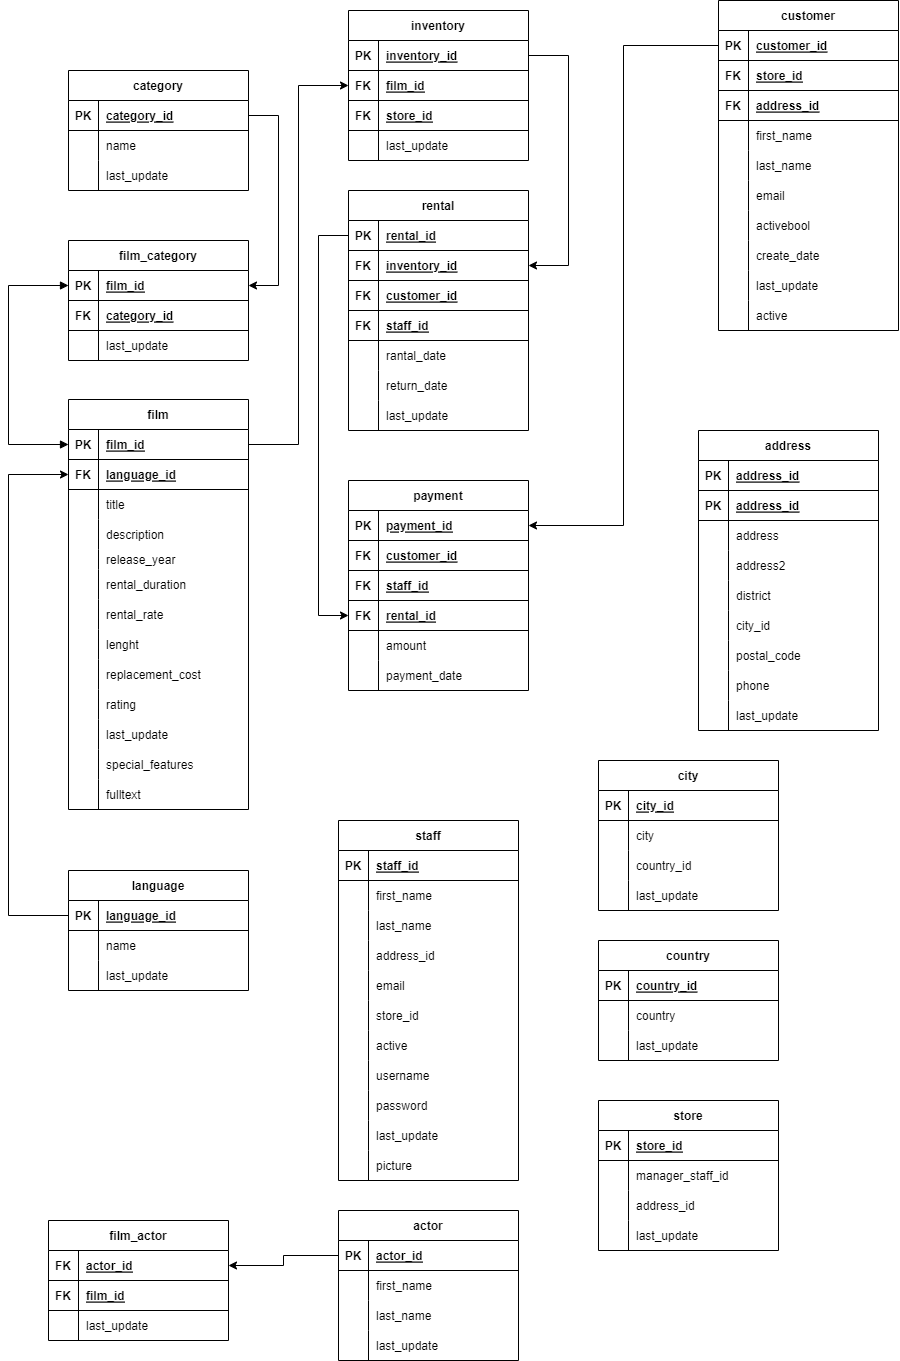 category
PK category_id
name
last_update
film_category
PK film_id
FK category_id
last_update
film
PK film_id
FK language_id
title
description
release_year
rental_duration
rental_rate
lenght
replacement_cost
rating
last_update
special_features
fulltext
language
PK language_id
name
last_update
film_actor
FK actor_id
FK film_id
last_update
inventory
PK inventory_id
FK film_id
FK store_id
last_update
rental
PK rental_id
FK inventory_id
FK customer_id
FK staff_id
rantal_date
return_date
last_update
payment
PK payment_id
FK customer_id
FK staff_id
FK rental_id
amount
payment_date
staff
PK staff_id
first_name
last_name
address_id
email
store_id
active
username
password
last_update
picture
actor
PK actor_id
first_name
last_name
last_update
customer
PK customer_id
FK store_id
FK address_id
first_name
last_name
email
activebool
create_date
last_update
active
address
PK address_id
PK address_id
address
address2
district
city_id
postal_code
phone
last_update
city
PK city_id
city
country_id
last_update
country
PK country_id
country
last_update
store
PK store_id
manager_staff_id
address_id
last_update